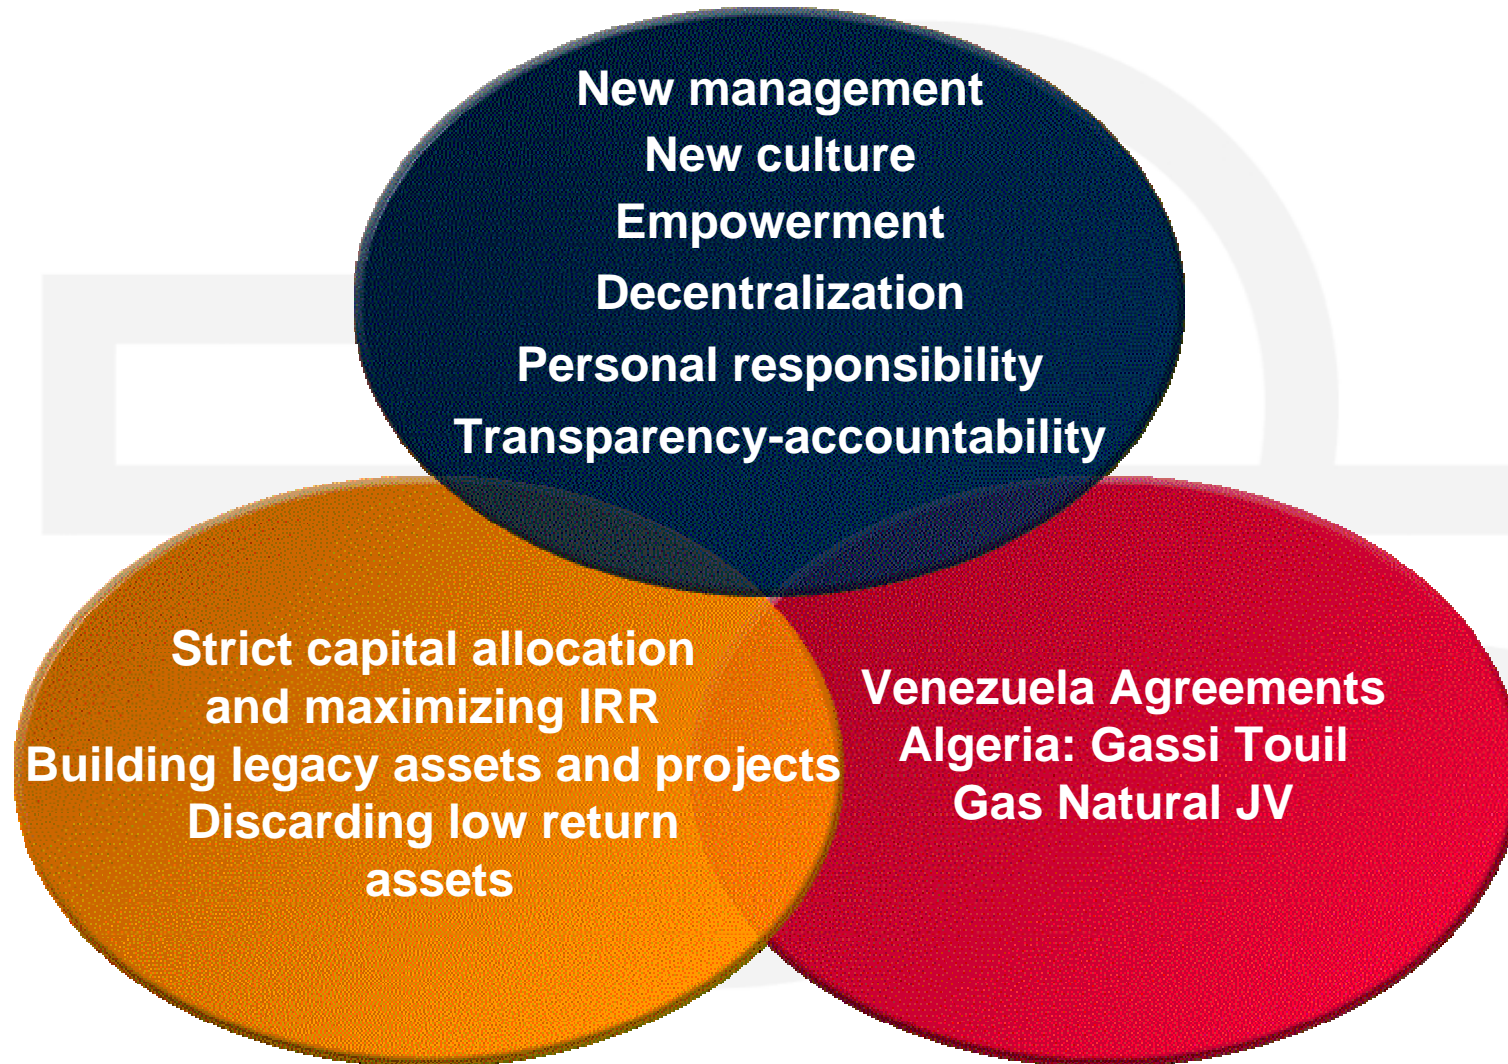 New management
New culture
Empowerment
Decentralization
Personal responsibility
Transparency-accountability
Strict capital allocation
and maximizing IRR
Building legacy assets and projects
Discarding low return
assets
Venezuela Agreements
Algeria: Gassi Touil
Gas Natural JV